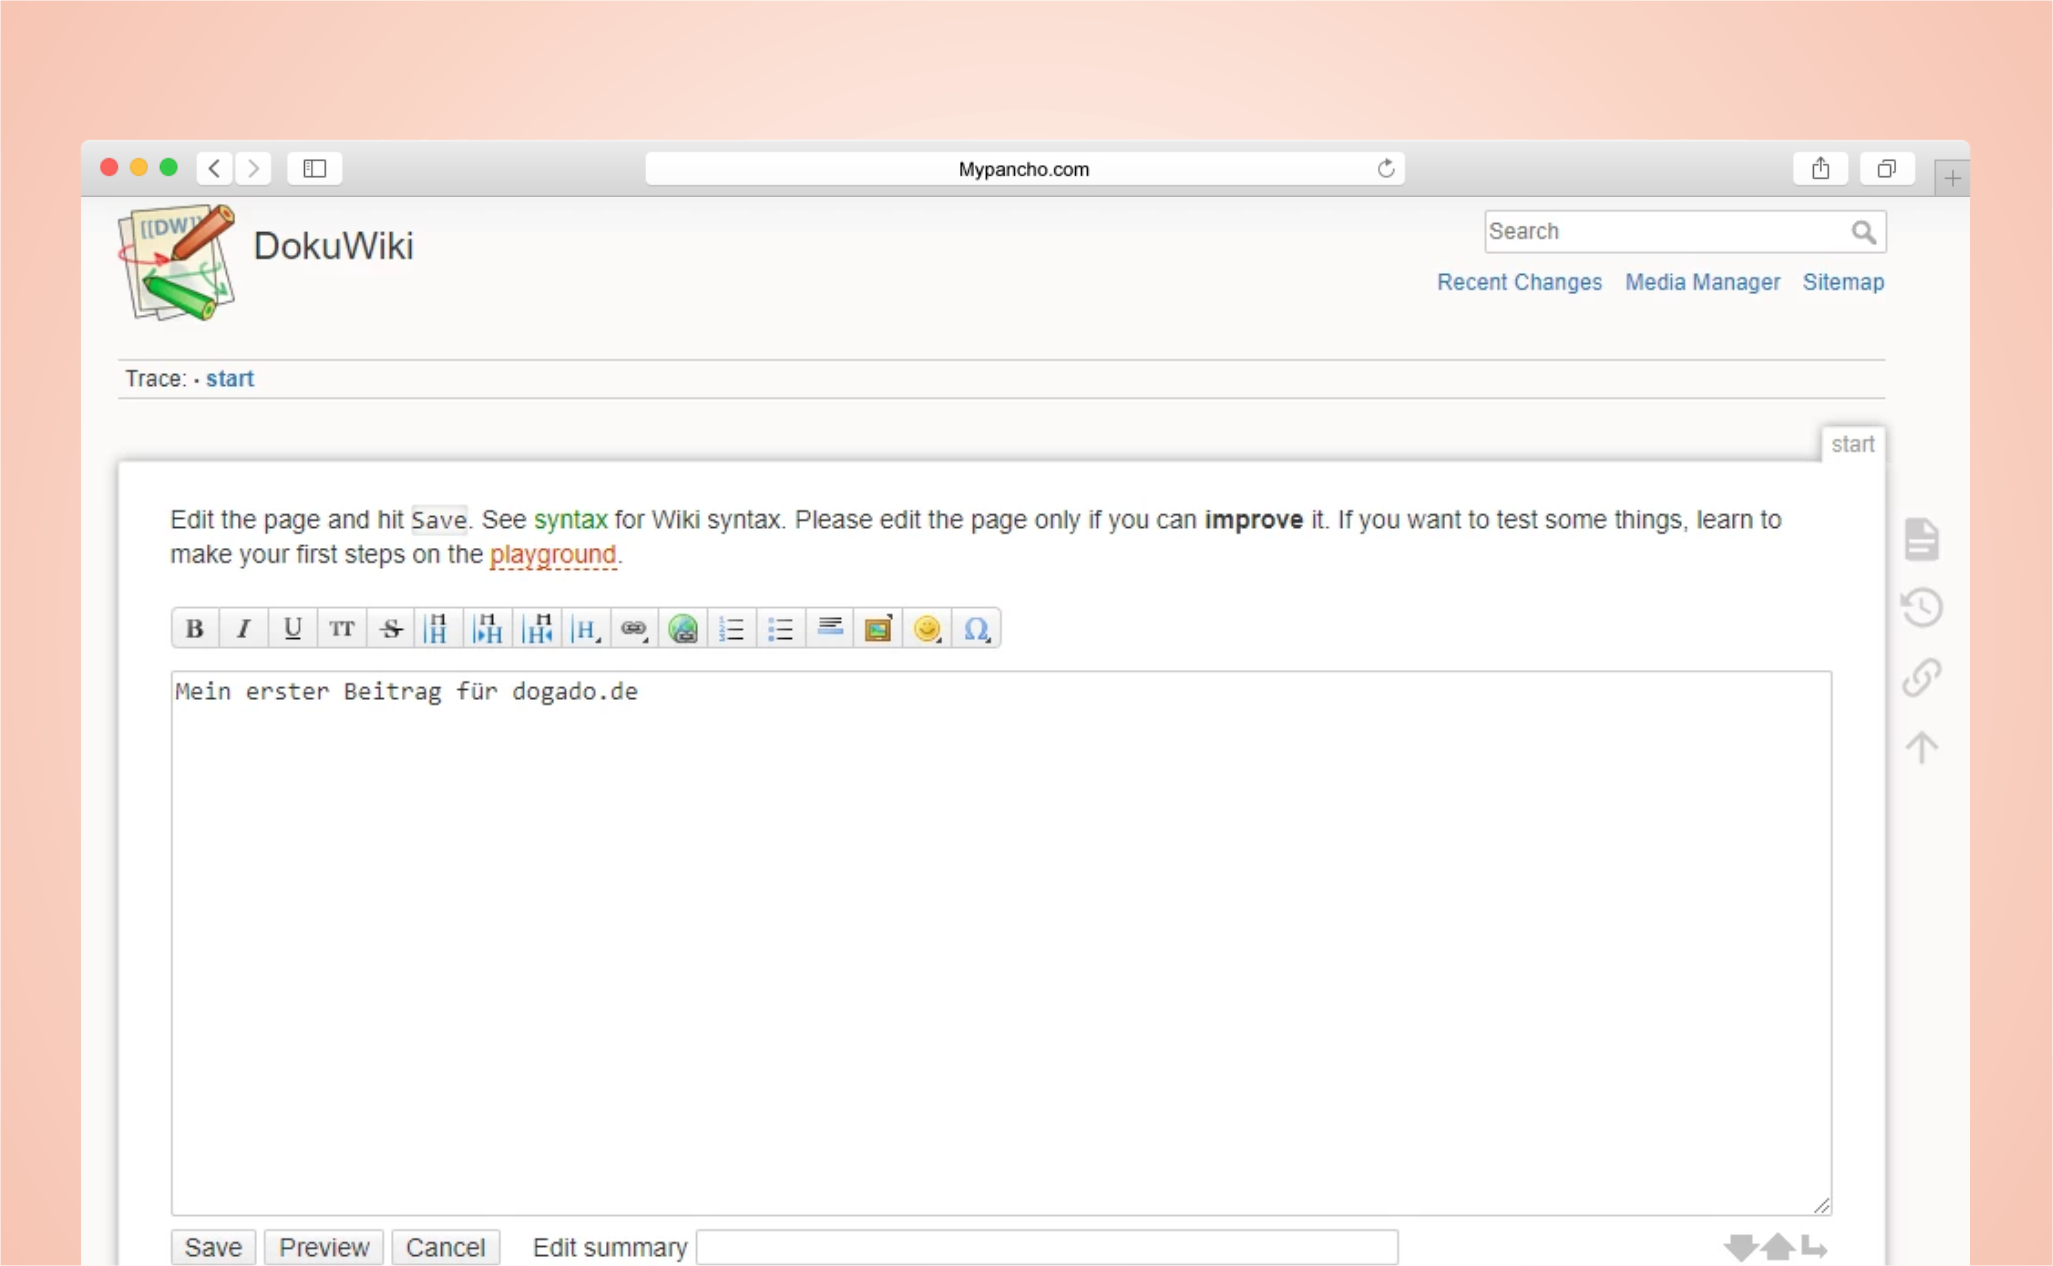 Mypancho.com
[[DW]]
DokuWiki
Search
Recent Changes Media Manager Sitemap
Trace: • start
start
Edit the page and hit Save. See syntax for Wiki syntax. Please edit the page only if you can improve it. If you want to test some things, learn to
make your first steps on the playground.
B I U TT S H H H H H H H Ω
Mein erster Beitrag für dogado.de
Save Preview Cancel Edit summary